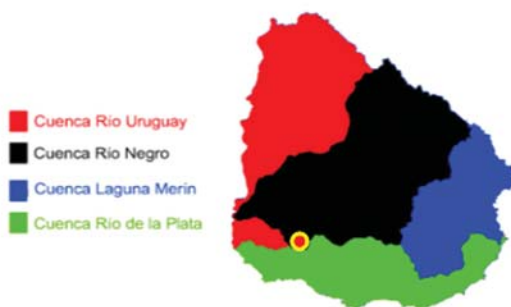 Cuenca Río Uruguay
Cuenca Río Negro
Cuenca Laguna Merin
Cuenca Río de la Plata